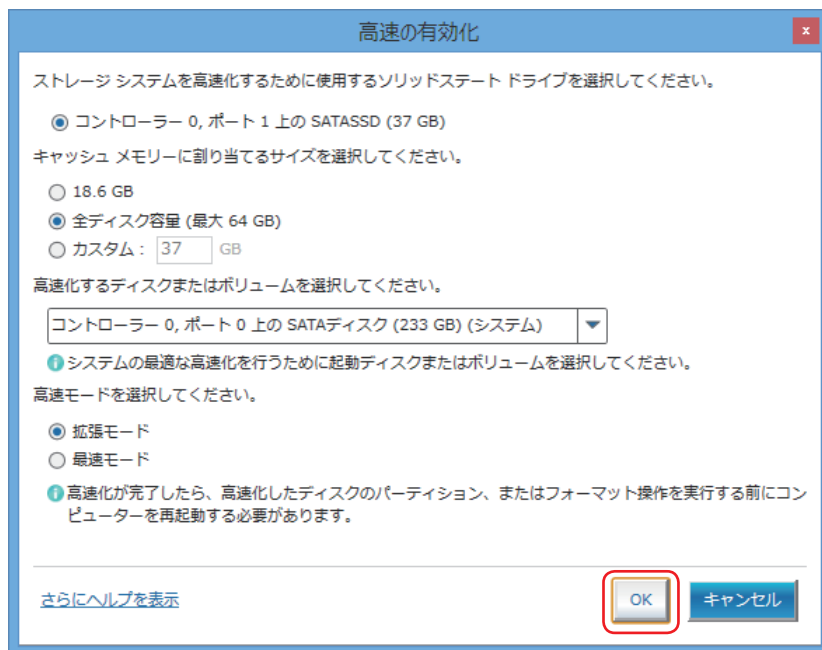 高速の有効化
x
ストレージ システムを高速化するために使用するソリッドステート ドライブを選択してください。
コントローラー 0, ポート 1 上の SATASSD (37 GB)
キャッシュ メモリーに割り当てるサイズを選択してください。
18.6 GB
全ディスク容量 (最大 64 GB)
カスタム： 37 GB
高速化するディスクまたはボリュームを選択してください。
コントローラー 0, ポート 0 上の SATAディスク (233 GB) (システム)
システムの最適な高速化を行うために起動ディスクまたはボリュームを選択してください。
高速モードを選択してください。
拡張モード
最速モード
高速化が完了したら、高速化したディスクのパーティション、またはフォーマット操作を実行する前にコン
ピューターを再起動する必要があります。
さらにヘルプを表示
OK
キャンセル